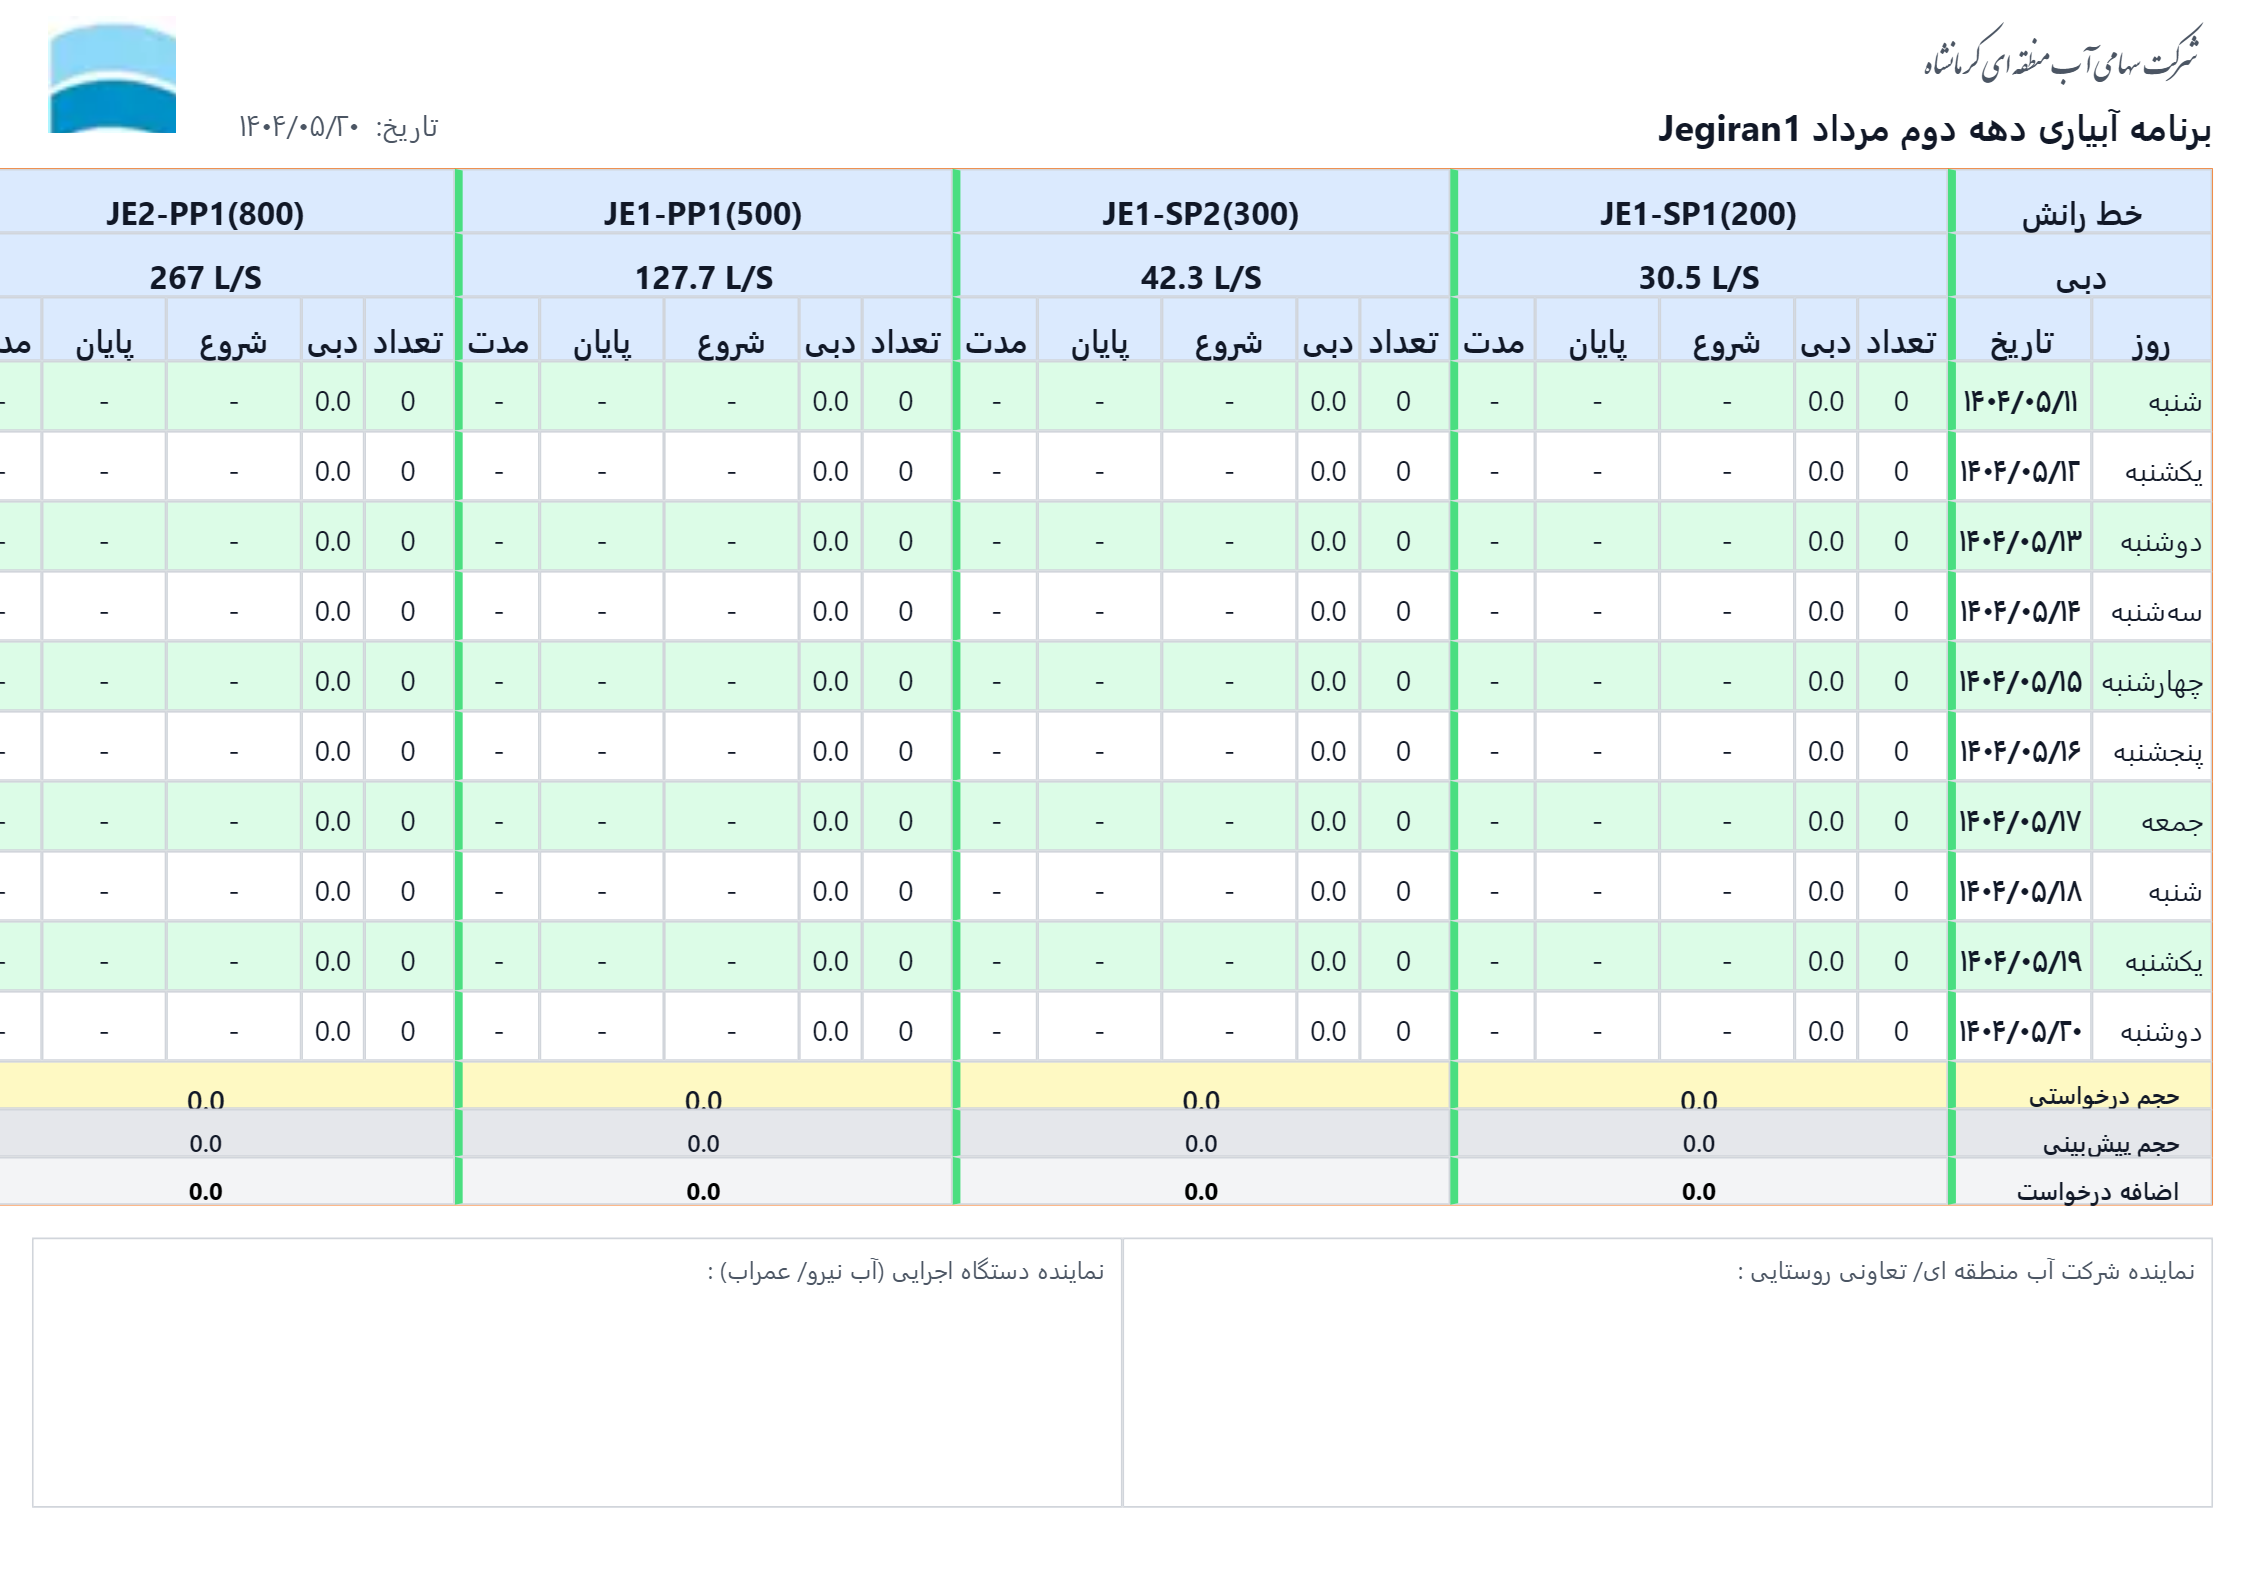 شرکت سهامی آب منطقه ای کرمانشاه
برنامه آبیاری دهه دوم مرداد Jegiran1
تاریخ: ۱۴۰۴/۰۵/۲۰
خط رانش JE1-SP1(200) JE1-SP2(300) JE1-PP1(500) JE2-PP1(800)
دبی 30.5 L/S 42.3 L/S 127.7 L/S 267 L/S
روز تاریخ تعداد دبی شروع پایان مدت تعداد دبی شروع پایان مدت تعداد دبی شروع پایان مدت تعداد دبی شروع پایان
شنبه ۱۴۰۴/۰۵/۱۱ 0 0.0 - - - 0 0.0 - - - 0 0.0 - - - 0 0.0 - - -
یکشنبه ۱۴۰۴/۰۵/۱۲ 0 0.0 - - - 0 0.0 - - - 0 0.0 - - - 0 0.0 - - -
دوشنبه ۱۴۰۴/۰۵/۱۳ 0 0.0 - - - 0 0.0 - - - 0 0.0 - - - 0 0.0 - - -
سه‌شنبه ۱۴۰۴/۰۵/۱۴ 0 0.0 - - - 0 0.0 - - - 0 0.0 - - - 0 0.0 - - -
چهارشنبه ۱۴۰۴/۰۵/۱۵ 0 0.0 - - - 0 0.0 - - - 0 0.0 - - - 0 0.0 - - -
پنجشنبه ۱۴۰۴/۰۵/۱۶ 0 0.0 - - - 0 0.0 - - - 0 0.0 - - - 0 0.0 - - -
جمعه ۱۴۰۴/۰۵/۱۷ 0 0.0 - - - 0 0.0 - - - 0 0.0 - - - 0 0.0 - - -
شنبه ۱۴۰۴/۰۵/۱۸ 0 0.0 - - - 0 0.0 - - - 0 0.0 - - - 0 0.0 - - -
یکشنبه ۱۴۰۴/۰۵/۱۹ 0 0.0 - - - 0 0.0 - - - 0 0.0 - - - 0 0.0 - - -
دوشنبه ۱۴۰۴/۰۵/۲۰ 0 0.0 - - - 0 0.0 - - - 0 0.0 - - - 0 0.0 - - -
حجم درخواستی 0.0 0.0 0.0 0.0
حجم پیش‌بینی 0.0 0.0 0.0 0.0
اضافه درخواست 0.0 0.0 0.0 0.0
نماینده شرکت آب منطقه ای/ تعاونی روستایی :
نماینده دستگاه اجرایی (آب نیرو/ عمراب) :